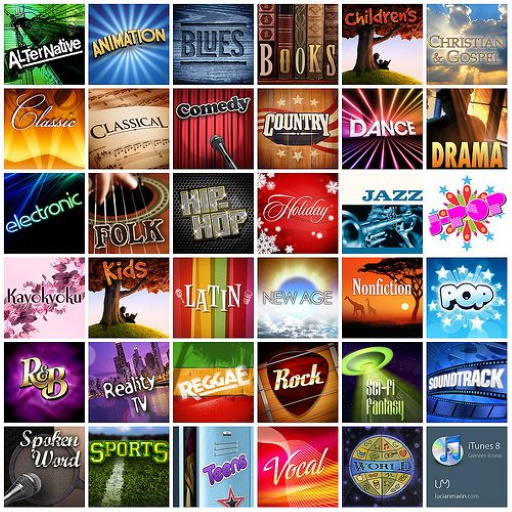 AlterNative
ANIMATION
BLUES
BOOKS
Children's
CHRISTIAN
& GOSPEL
Classic
CLASSICAL
Comedy
COUNTRY
DANCE
DRAMA
electronic
FOLK
HIP-
HOP
Holiday
JAZZ
J-POP
Kayokyoku
Kids
LATIN
NEW AGE
Nonfiction
POP
R&B
Reality
TV
REGGAE
Rock
Sci-fi
Fantasy
SOUNDTRACK
Spoken
Word
SPORTS
Teens
Vocal
WORLD
iTunes 8
Genres icons
LM
lucianmarin.com